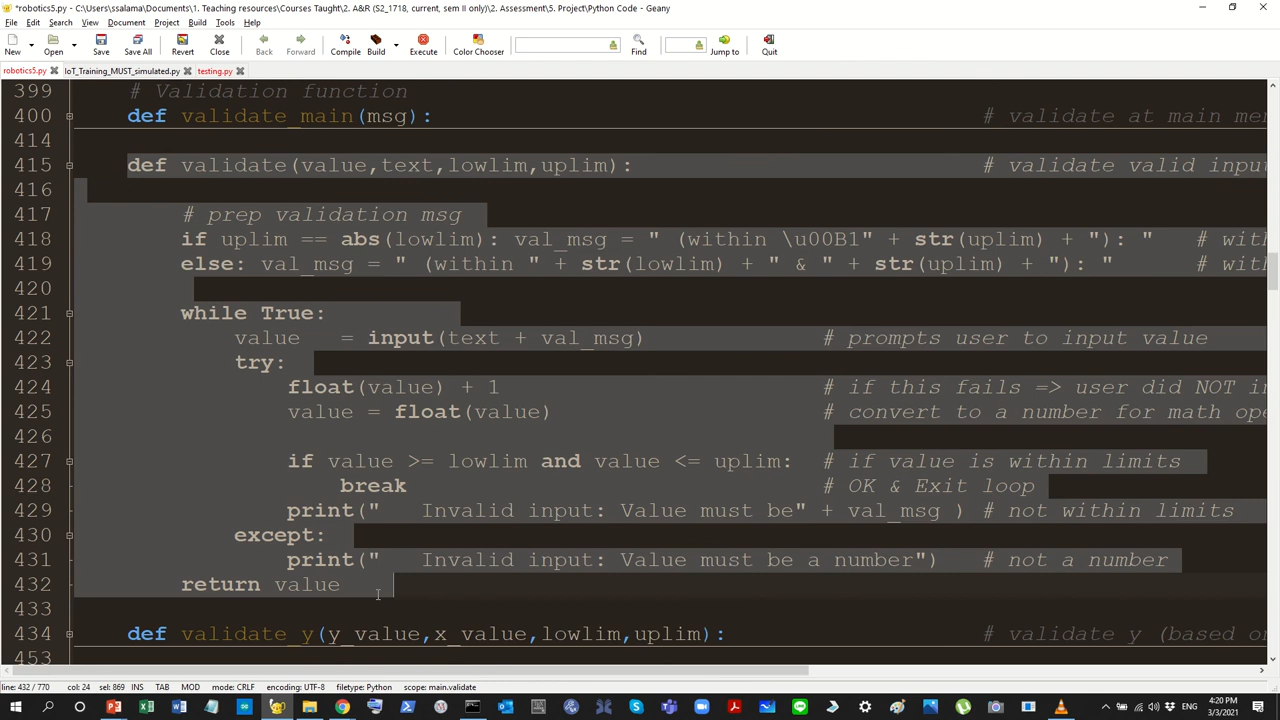 *robotics5.py - C:\Users\ssalama\Documents\1. Teaching resources\Courses Taught\2. A&R (S2_1718, current, sem II only)\2. Assessment\5. Project\Python Code - Geany
File Edit Search View Document Project Build Tools Help
New Open Save Save All Revert Close Back Forward Compile Build Execute Color Chooser Find Jump to Quit
robotics5.py IoT_Training_MUST_simulated.py testing.py
399 # Validation function
400 def validate_main(msg): # validate at main me
414
415 def validate(value,text,lowlim,uplim): # validate valid input
416
417 # prep validation msg
418 if uplim == abs(lowlim): val_msg = " (within \u00B1" + str(uplim) + "): " # with
419 else: val_msg = " (within " + str(lowlim) + " & " + str(uplim) + "): " # with
420
421 while True:
422 value = input(text + val_msg) # prompts user to input value
423 try:
424 float(value) + 1 # if this fails => user did NOT in
425 value = float(value) # convert to a number for math ope
426
427 if value >= lowlim and value <= uplim: # if value is within limits
428 break # OK & Exit loop
429 print(" Invalid input: Value must be" + val_msg ) # not within limits
430 except:
431 print(" Invalid input: Value must be a number") # not a number
432 return value
433
434 def validate_y(y_value,x_value,lowlim,uplim): # validate y (based on
453
line: 432 / 770 col: 24 sel: 869 INS TAB MOD mode: CRLF encoding: UTF-8 filetype: Python scope: main.validate
4:20 PM
ENG
3/3/2021